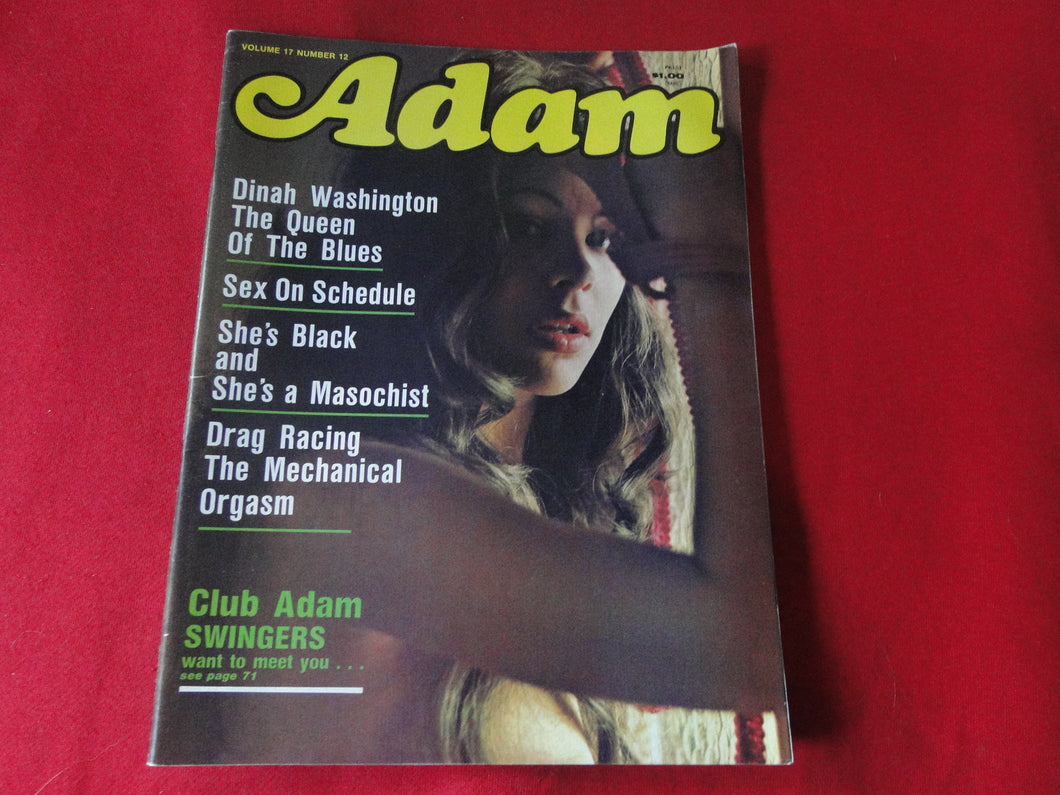 VOLUME 17 NUMBER 12
$1.00
Adam
Dinah Washington
The Queen
Of The Blues
Sex On Schedule
She's Black
and
She's a Masochist
Drag Racing
The Mechanical
Orgasm
Club Adam
SWINGERS
want to meet you . . .
see page 71